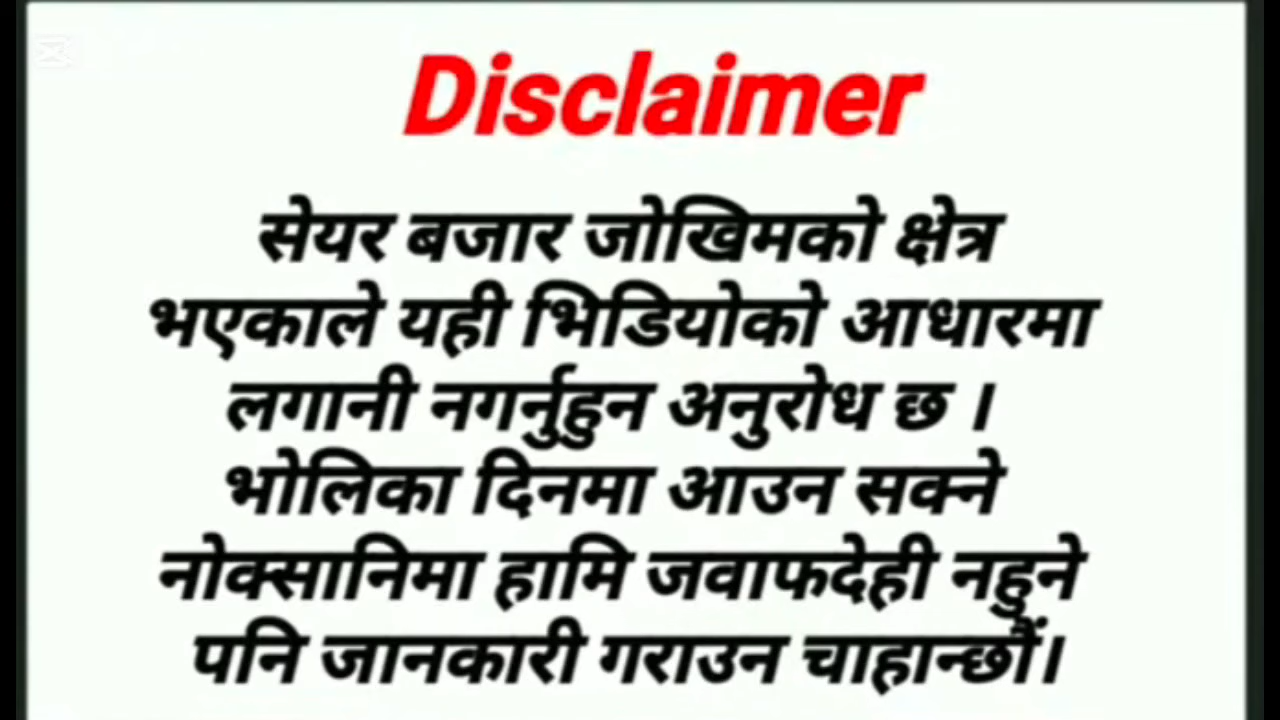 Disclaimer
सेयर बजार जोखिमको क्षेत्र
भएकाले यही भिडियोको आधारमा
लगानी नगर्नुहुन अनुरोध छ ।
भोलिका दिनमा आउन सक्ने
नोक्सानिमा हामि जवाफदेही नहुने
पनि जानकारी गराउन चाहान्छौं।